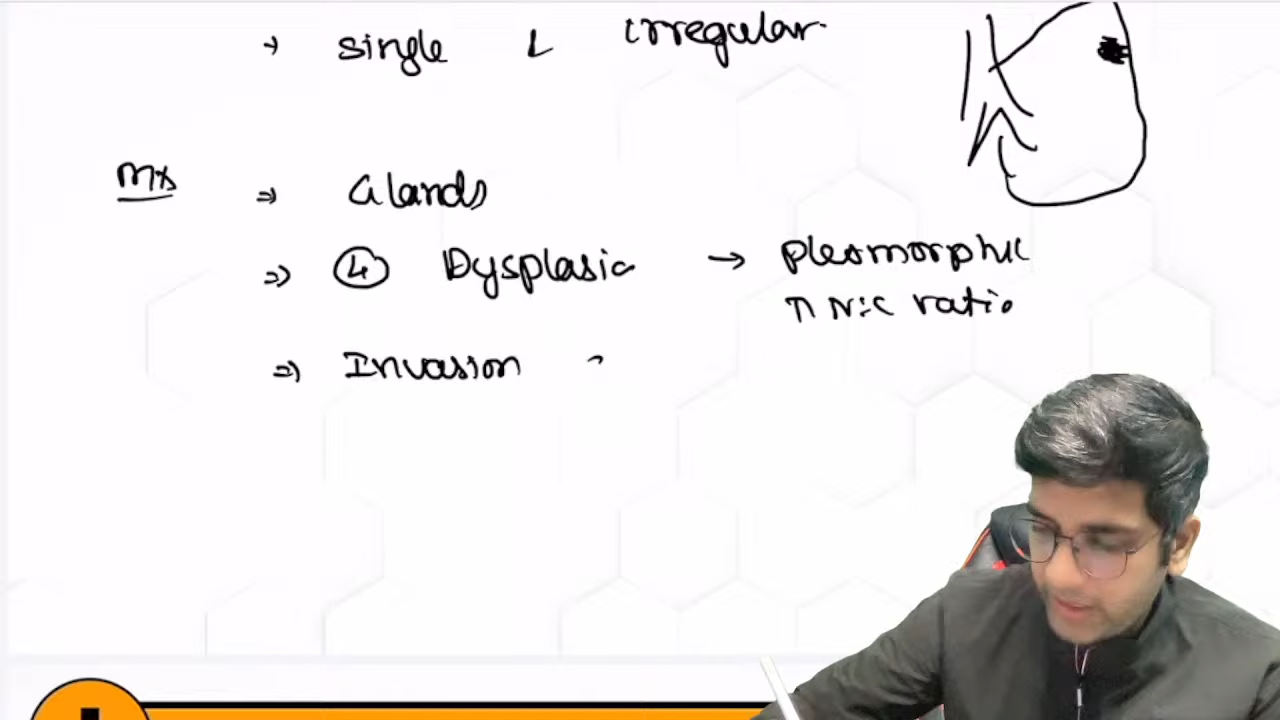 → single & irregular
Mx ⇒ Glands
⇒ 4 Dysplasia → pleomorphic
↑ N:C ratio
⇒ Invasion